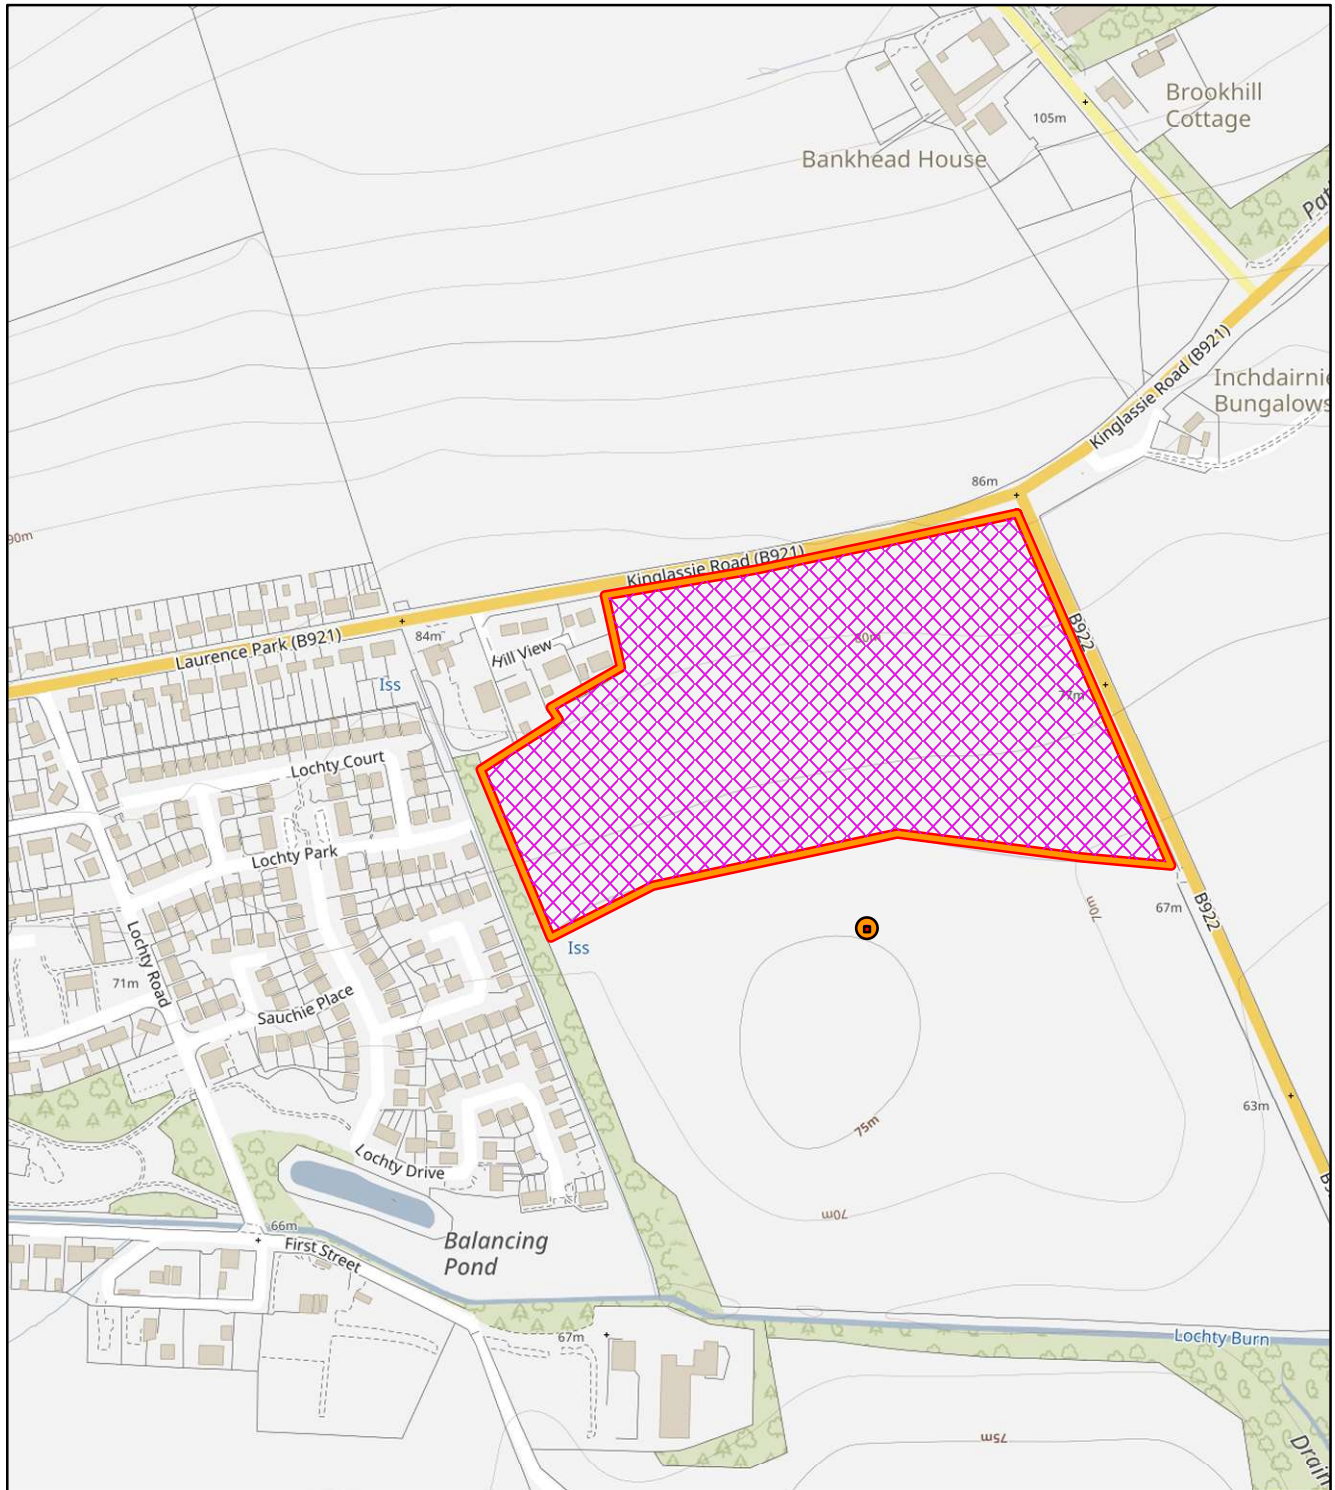 Brookhill
Cottage
105m
Bankhead House
Kinglassie Road (B921)
Inchdairnie
Bungalows
86m
90m
Kinglassie Road (B921)
B922
84m
Hill View
80m
Laurence Park (B921)
Iss
77m
Lochty Court
Lochty Park
70m
67m
B922
Lochty Road
Iss
71m
Sauchie Place
63m
75m
Lochty Drive
70m
66m
First Street
Balancing
Pond
67m
Lochty Burn
75m
Drain